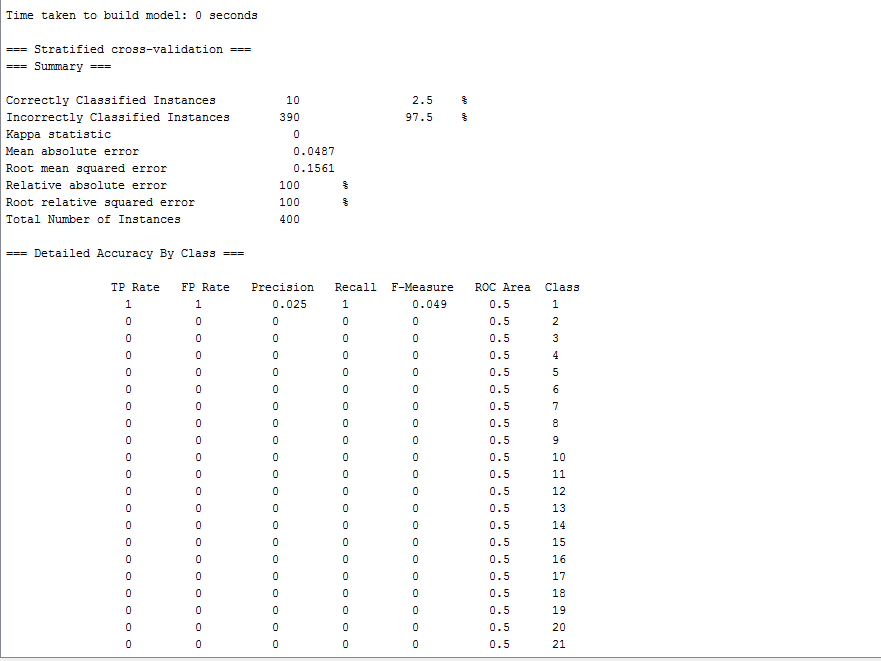 Time taken to build model: 0 seconds
=== Stratified cross-validation ===
=== Summary ===
Correctly Classified Instances 10 2.5 %
Incorrectly Classified Instances 390 97.5 %
Kappa statistic 0
Mean absolute error 0.0487
Root mean squared error 0.1561
Relative absolute error 100 %
Root relative squared error 100 %
Total Number of Instances 400
=== Detailed Accuracy By Class ===
TP Rate FP Rate Precision Recall F-Measure ROC Area Class
1 1 0.025 1 0.049 0.5 1
0 0 0 0 0 0.5 2
0 0 0 0 0 0.5 3
0 0 0 0 0 0.5 4
0 0 0 0 0 0.5 5
0 0 0 0 0 0.5 6
0 0 0 0 0 0.5 7
0 0 0 0 0 0.5 8
0 0 0 0 0 0.5 9
0 0 0 0 0 0.5 10
0 0 0 0 0 0.5 11
0 0 0 0 0 0.5 12
0 0 0 0 0 0.5 13
0 0 0 0 0 0.5 14
0 0 0 0 0 0.5 15
0 0 0 0 0 0.5 16
0 0 0 0 0 0.5 17
0 0 0 0 0 0.5 18
0 0 0 0 0 0.5 19
0 0 0 0 0 0.5 20
0 0 0 0 0 0.5 21